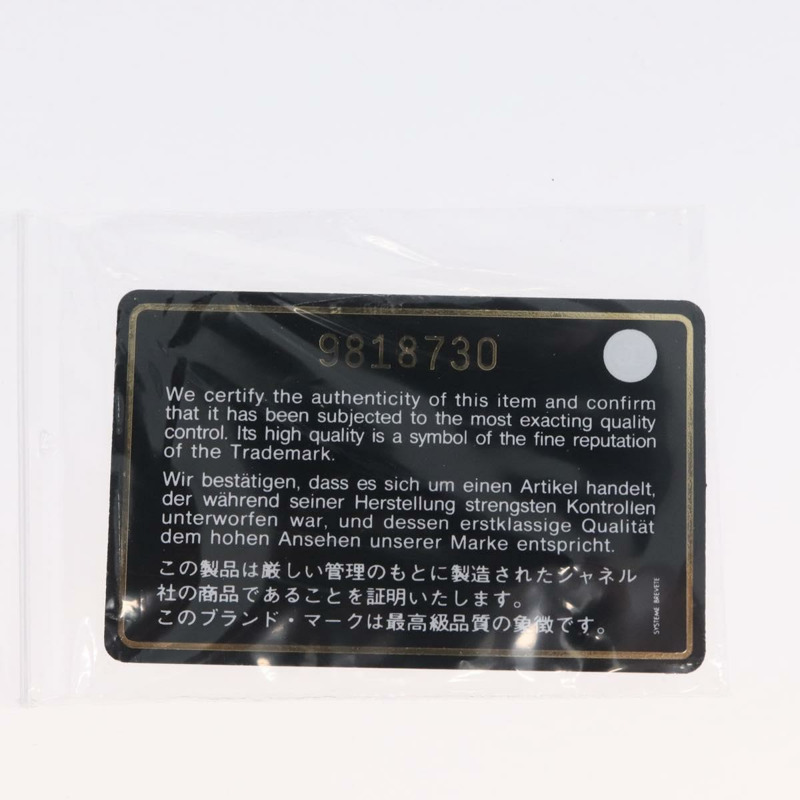 9818730
We certify the authenticity of this item and confirm
that it has been subjected to the most exacting quality
control. Its high quality is a symbol of the fine reputation
of the Trademark.
Wir bestätigen, dass es sich um einen Artikel handelt,
der während seiner Herstellung strengsten Kontrollen
unterworfen war, und dessen erstklassige Qualität
dem hohen Ansehen unserer Marke entspricht.
この製品は厳しい管理のもとに製造されたシャネル
社の商品であることを証明いたします。
このブランド・マークは最高級品質の象徴です。
SYSTEME BREVETE